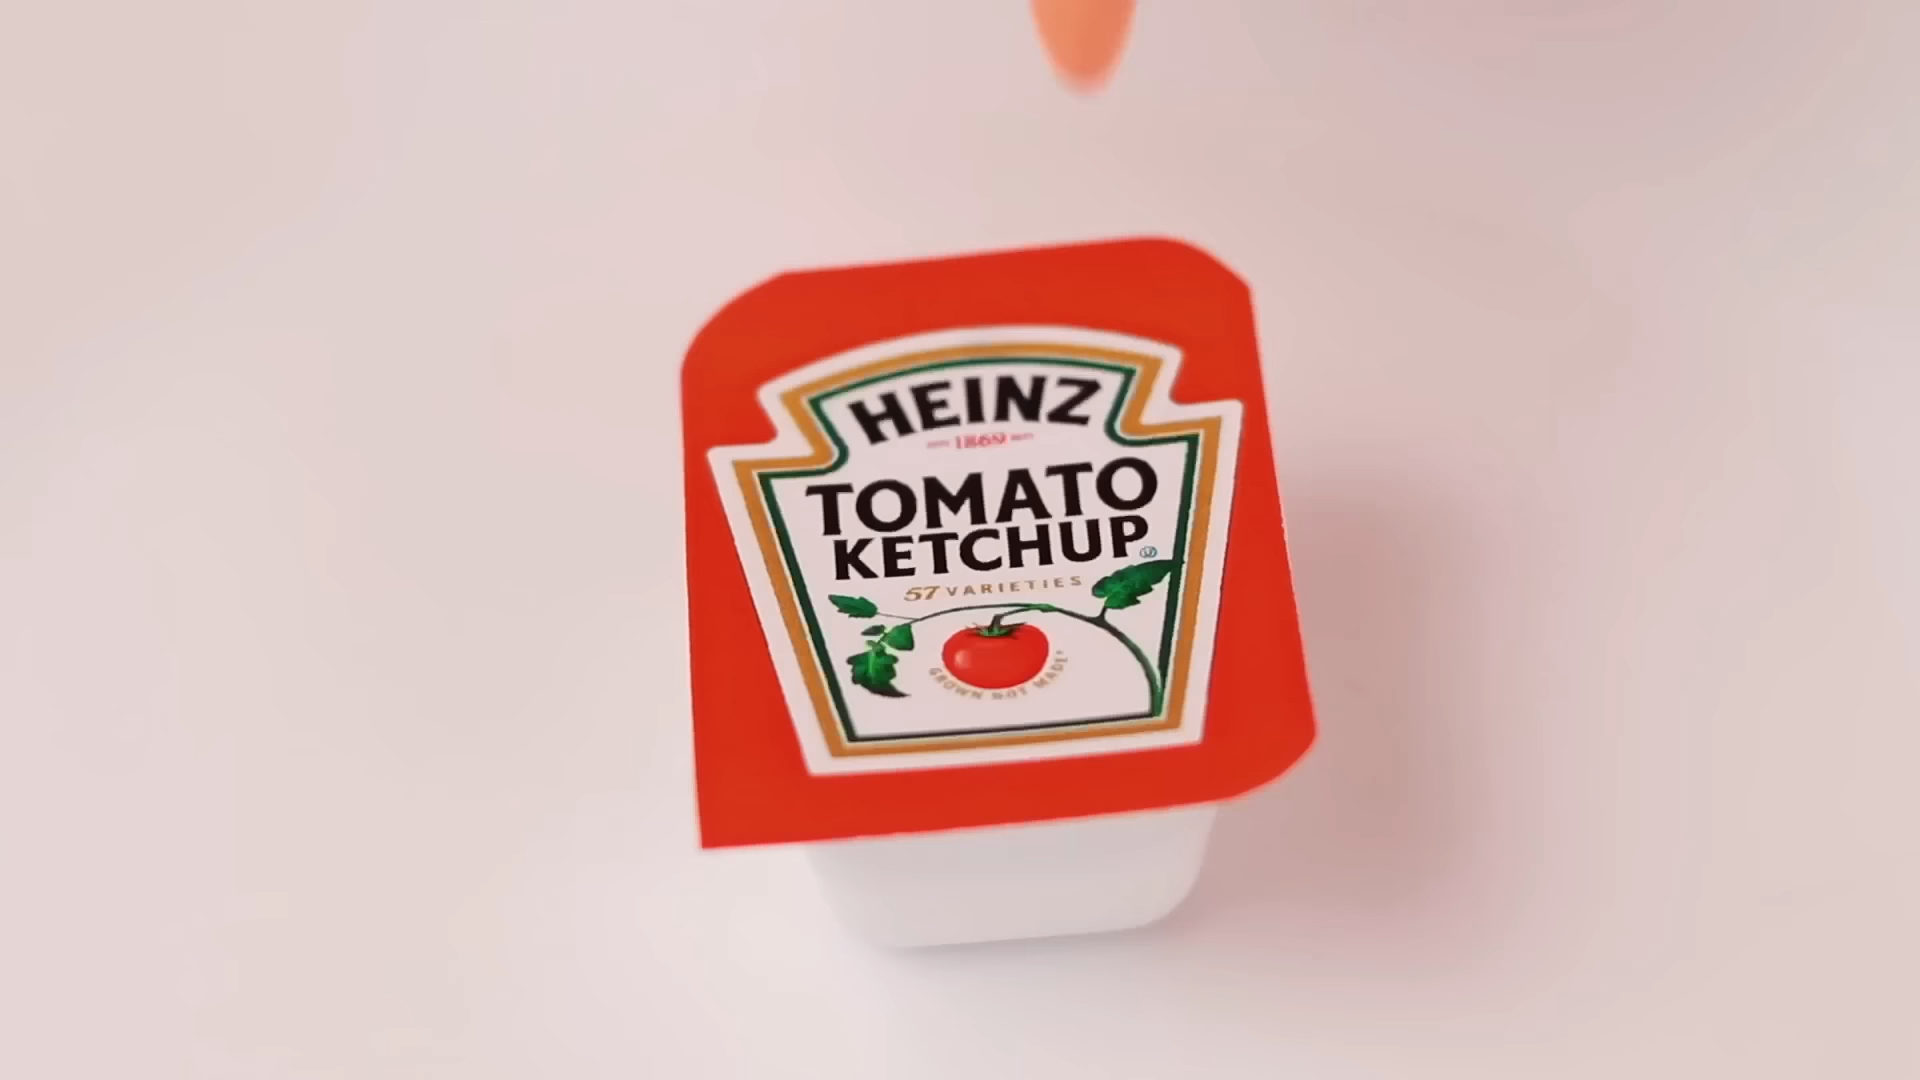 HEINZ
1869
TOMATO
KETCHUP
57 VARIETIES
GROWN NOT MADE